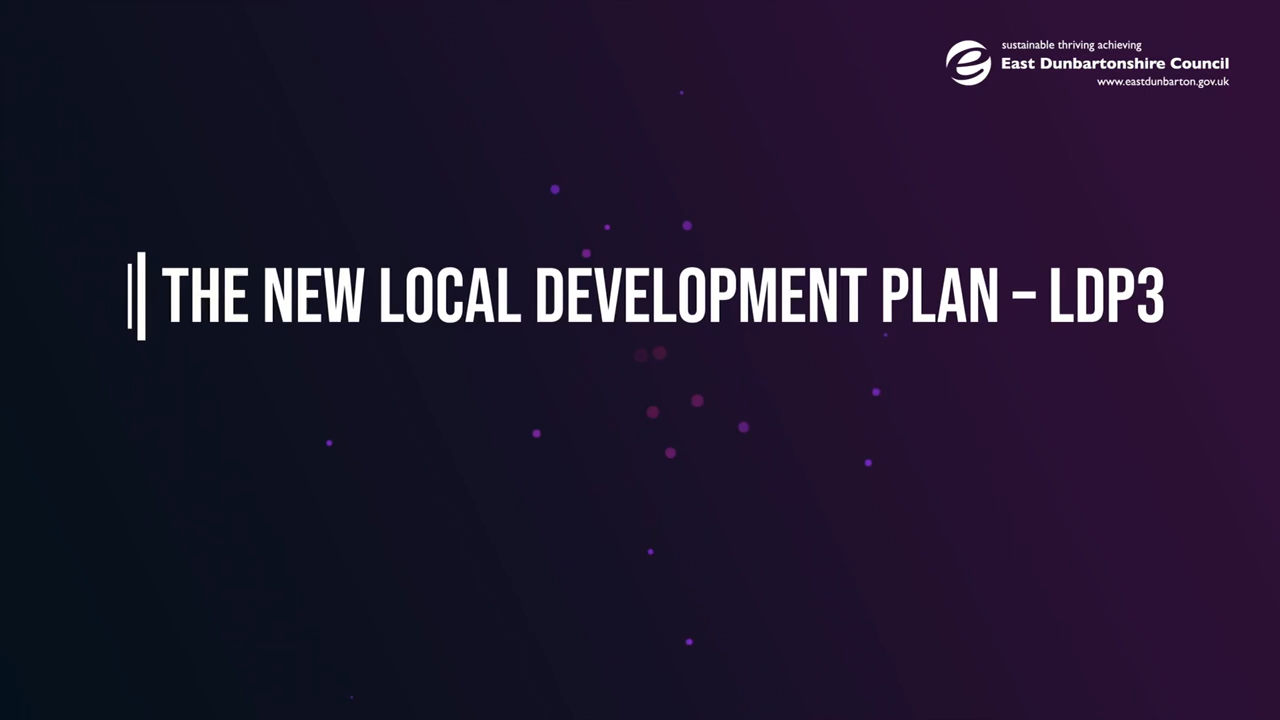 sustainable thriving achieving
East Dunbartonshire Council
www.eastdunbarton.gov.uk
THE NEW LOCAL DEVELOPMENT PLAN – LDP3